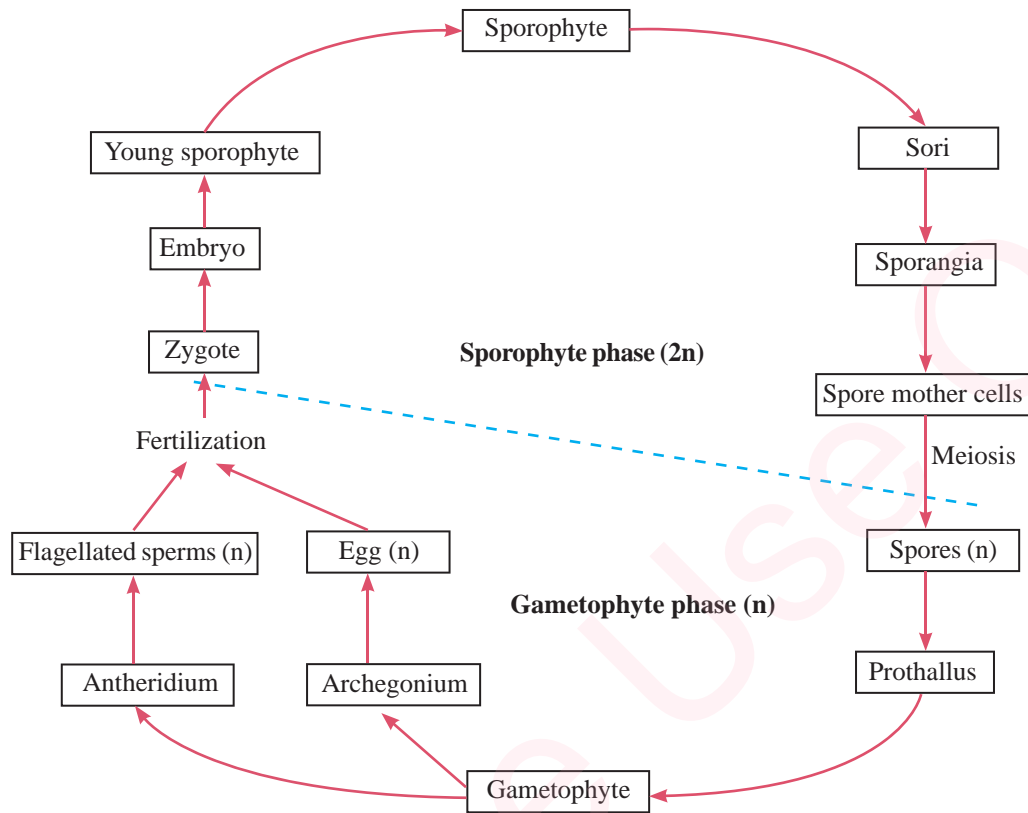 Sporophyte
Young sporophyte
Sori
Embryo
Sporangia
Zygote
Sporophyte phase (2n)
Spore mother cells
Fertilization
Meiosis
Flagellated sperms (n)
Egg (n)
Spores (n)
Gametophyte phase (n)
Antheridium
Archegonium
Prothallus
Gametophyte
Use